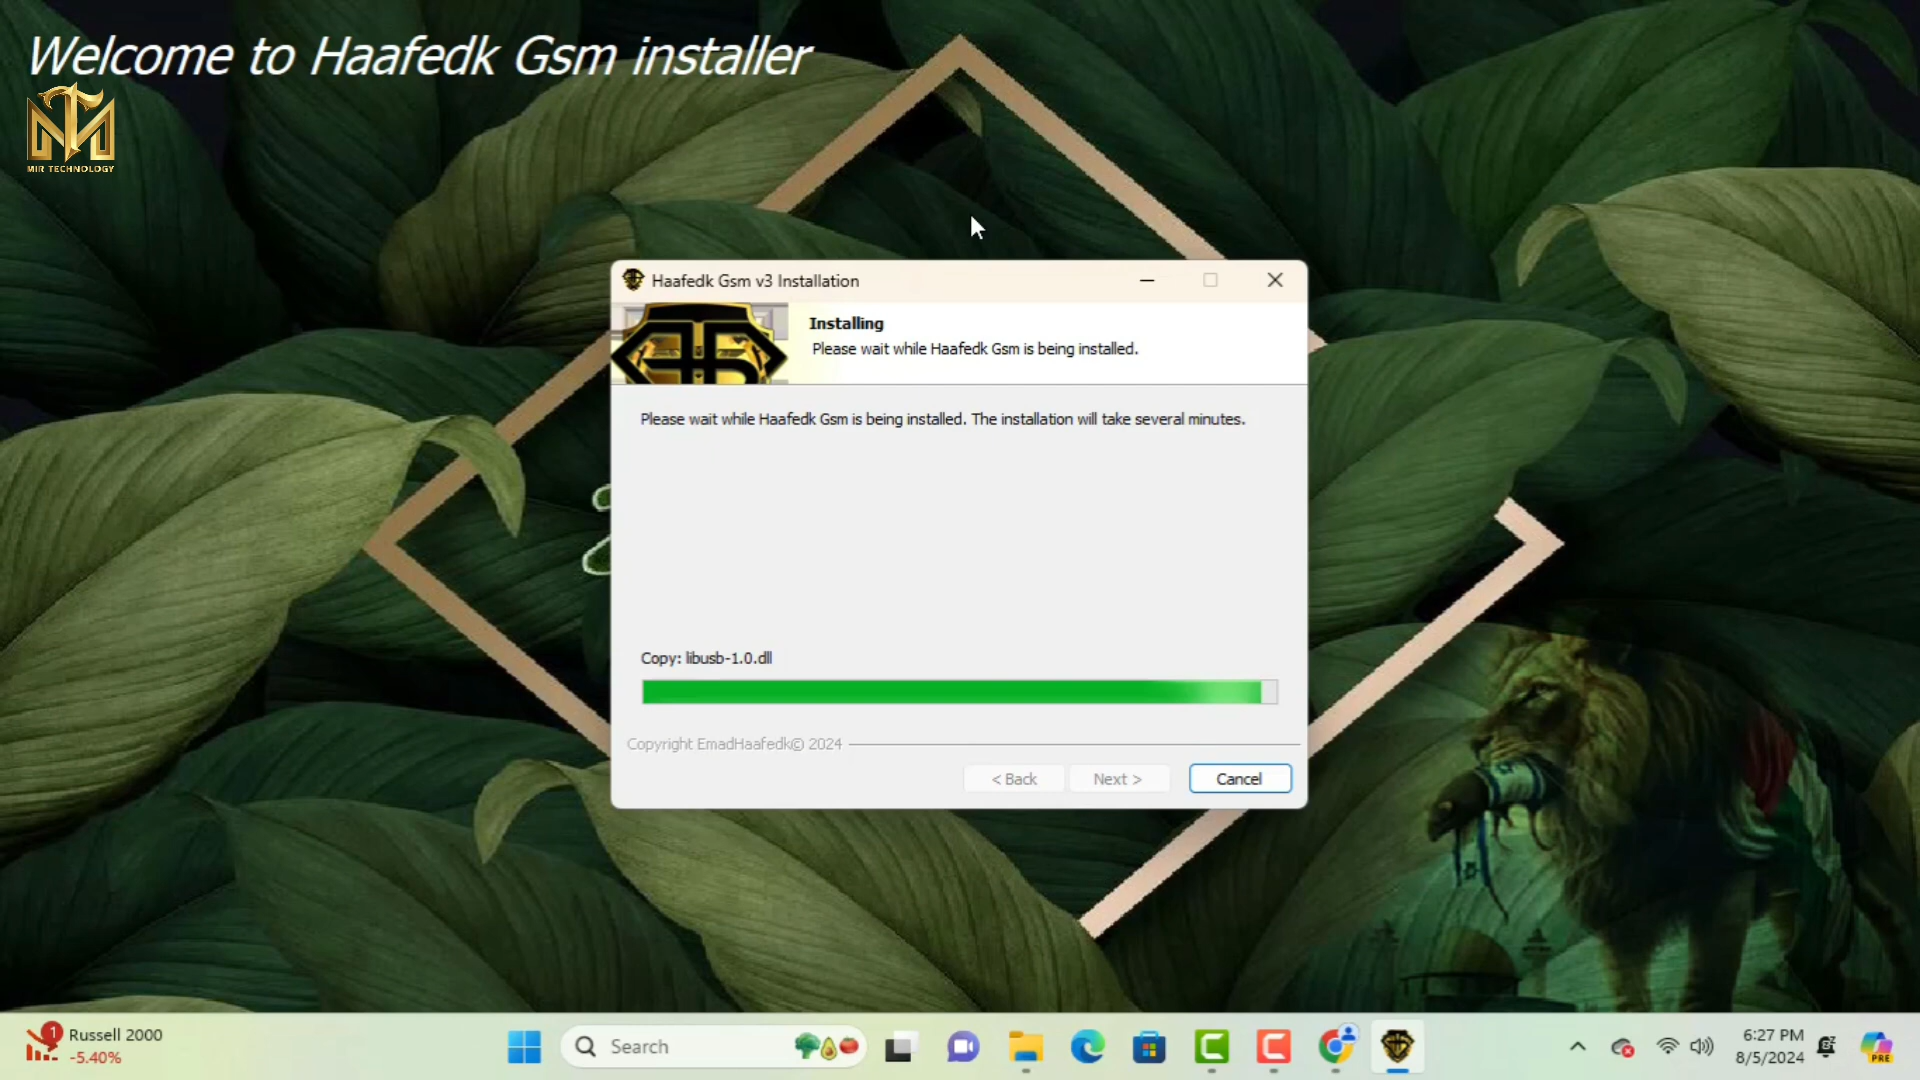 Welcome to Haafedk Gsm installer
MIR TECHNOLOGY
Haafedk Gsm v3 Installation
Installing
Please wait while Haafedk Gsm is being installed.
Please wait while Haafedk Gsm is being installed. The installation will take several minutes.
Copy: libusb-1.0.dll
Copyright EmadHaafedk© 2024
< Back
Next >
Cancel
1
Russell 2000
-5.40%
Search
6:27 PM
8/5/2024
PRE